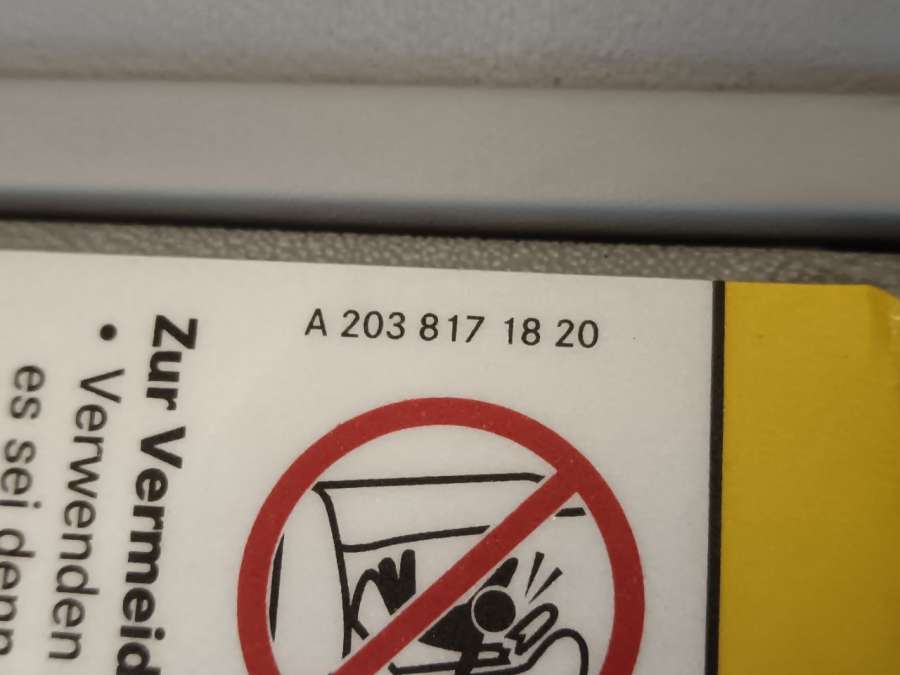 A 203 817 18 20
Zur Vermeid
• Verwenden
es sei denn